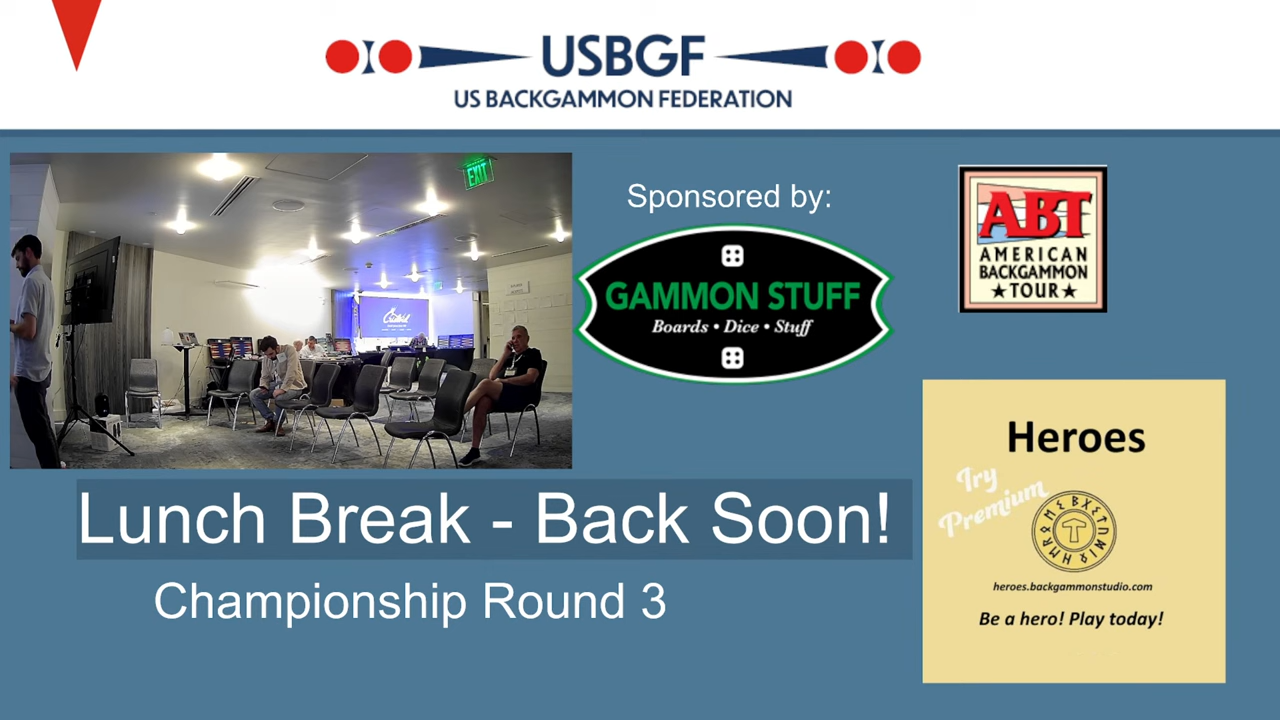 USBGF
US BACKGAMMON FEDERATION
EXIT
Sponsored by:
GAMMON STUFF
Boards • Dice • Stuff
ABT
AMERICAN
BACKGAMMON
★TOUR★
Heroes
Try
Premium
heroes.backgammonstudio.com
Be a hero! Play today!
Lunch Break - Back Soon!
Championship Round 3